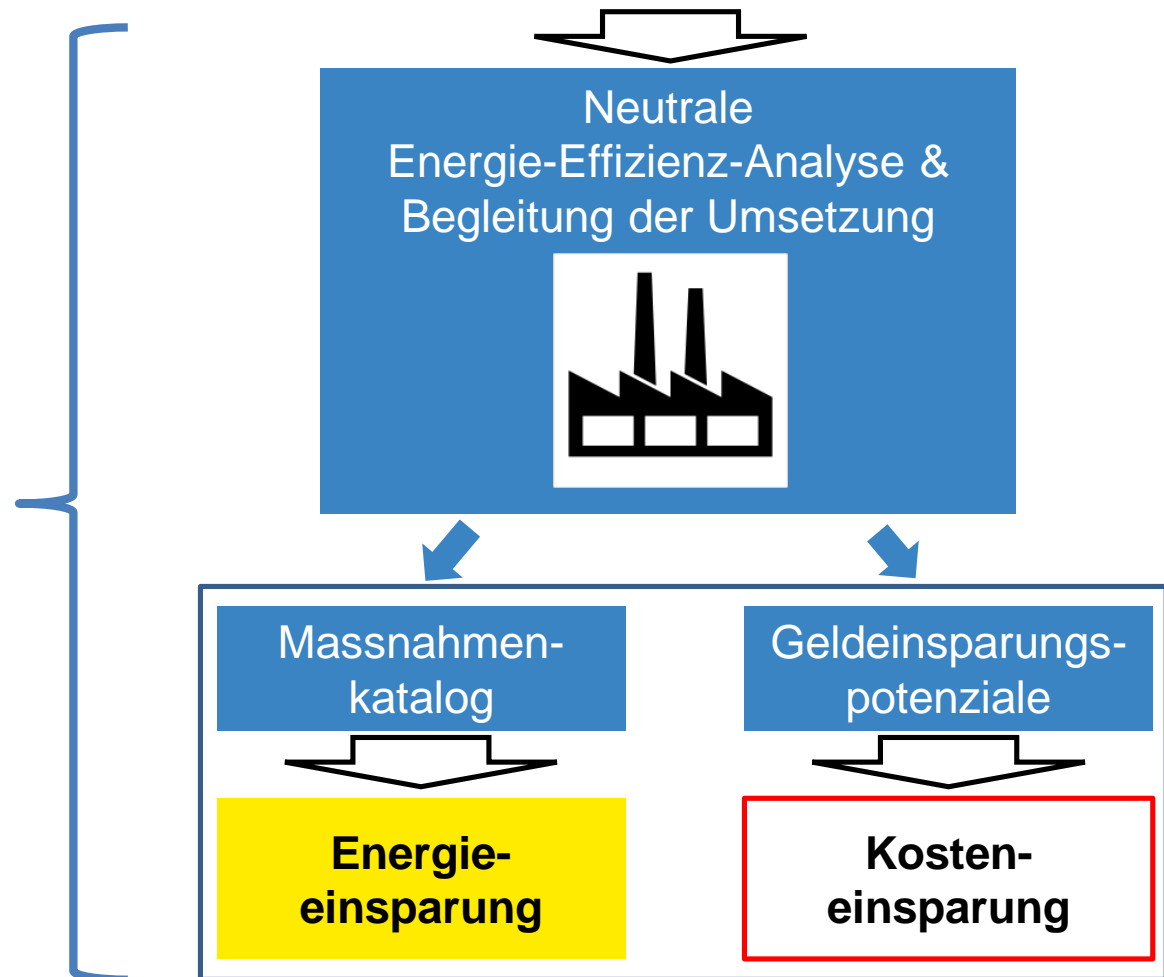 Neutrale
Energie-Effizienz-Analyse &
Begleitung der Umsetzung
Massnahmen-
katalog
Geldeinsparungs-
potenziale
Energie-
einsparung
Kosten-
einsparung